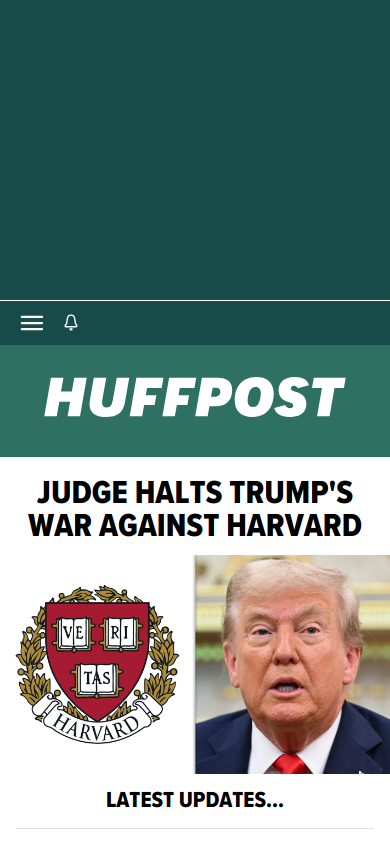 HUFFPOST
JUDGE HALTS TRUMP'S
WAR AGAINST HARVARD
VE RI
TAS
HARVARD
LATEST UPDATES...